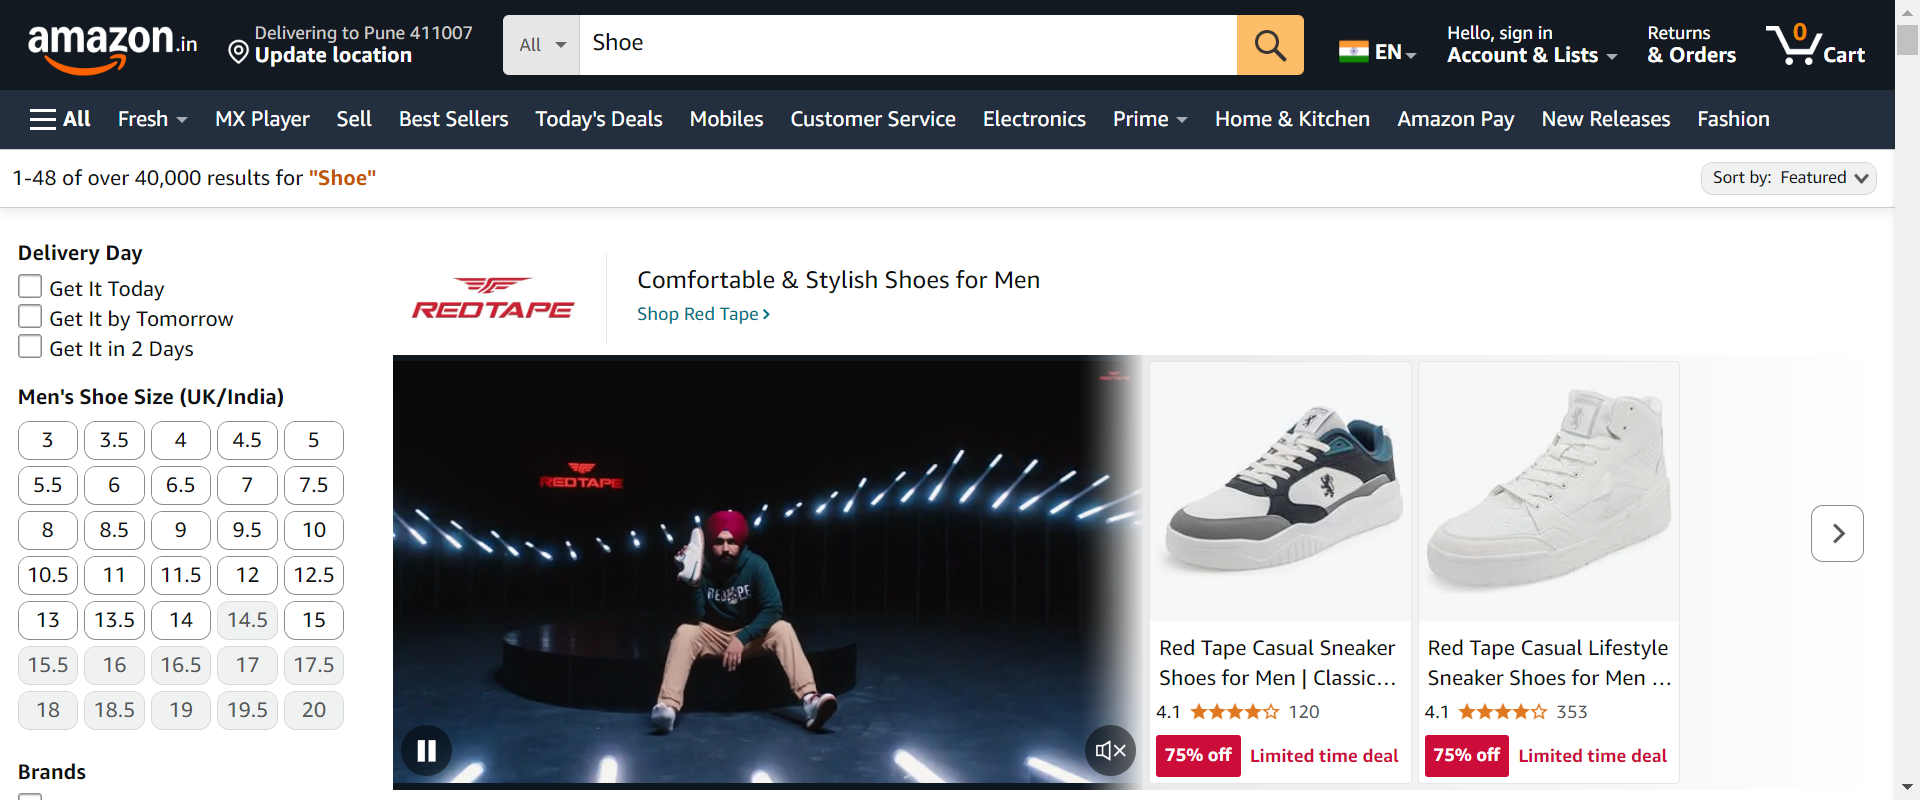 amazon.in
Delivering to Pune 411007
Update location
All
Shoe
EN
Hello, sign in
Account & Lists
Returns
& Orders
0
Cart
All
Fresh
MX Player
Sell
Best Sellers
Today's Deals
Mobiles
Customer Service
Electronics
Prime
Home & Kitchen
Amazon Pay
New Releases
Fashion
1-48 of over 40,000 results for "Shoe"
Sort by: Featured
Delivery Day
Get It Today
Get It by Tomorrow
Get It in 2 Days
Men's Shoe Size (UK/India)
3 3.5 4 4.5 5
5.5 6 6.5 7 7.5
8 8.5 9 9.5 10
10.5 11 11.5 12 12.5
13 13.5 14 14.5 15
15.5 16 16.5 17 17.5
18 18.5 19 19.5 20
Brands
REDTAPE
Comfortable & Stylish Shoes for Men
Shop Red Tape
REDTAPE
Red Tape Casual Sneaker
Shoes for Men | Classic...
4.1 120
75% off Limited time deal
Red Tape Casual Lifestyle
Sneaker Shoes for Men ...
4.1 353
75% off Limited time deal